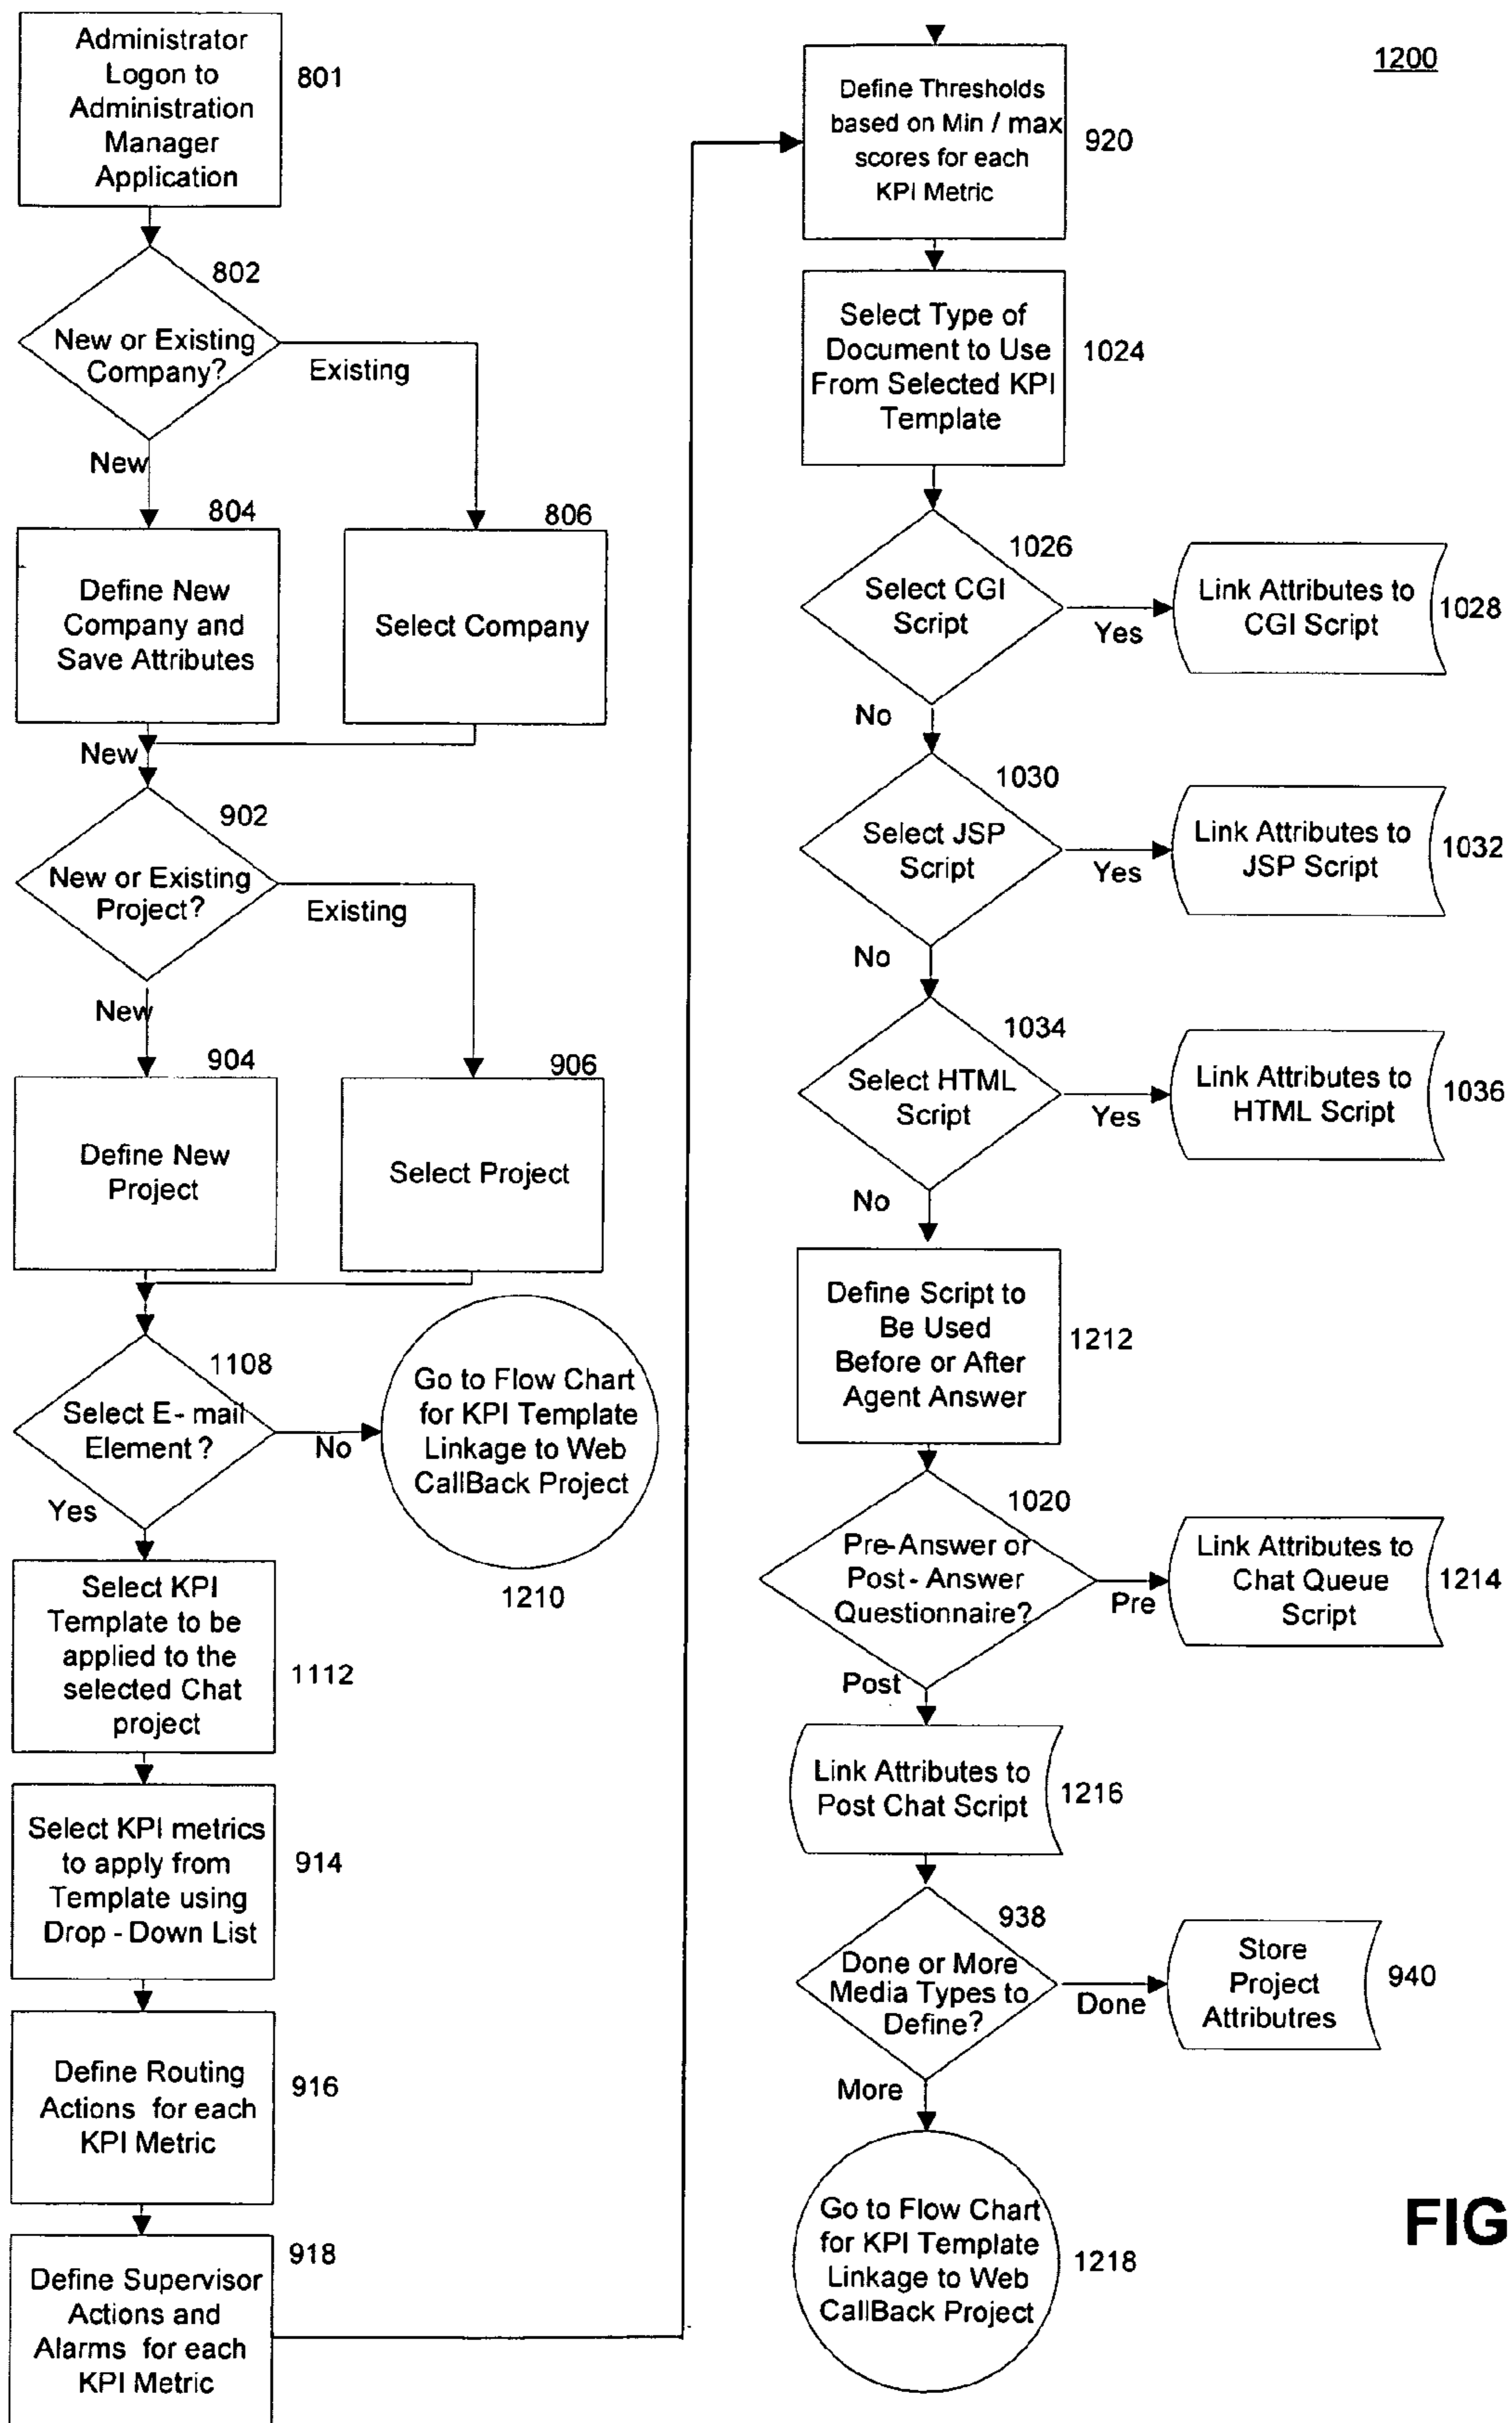 Administrator
Logon to
Administration
Manager
Application
801
802
New or Existing
Company?
Existing
New
804
Define New
Company and
Save Attributes
806
Select Company
New
902
New or Existing
Project?
Existing
New
904
Define New
Project
906
Select Project
1108
Select E- mail
Element?
No
Go to Flow Chart
for KPI Template
Linkage to Web
CallBack Project
1210
Yes
Select KPI
Template to be
applied to the
selected Chat
project
1112
Select KPI metrics
to apply from
Template using
Drop - Down List
914
Define Routing
Actions for each
KPI Metric
916
918
Define Supervisor
Actions and
Alarms for each
KPI Metric
1200
Define Thresholds
based on Min / max
scores for each
KPI Metric
920
Select Type of
Document to Use
From Selected KPI
Template
1024
1026
Select CGI
Script
Yes
Link Attributes to
CGI Script
1028
No
1030
Select JSP
Script
Yes
Link Attributes to
JSP Script
1032
No
1034
Select HTML
Script
Yes
Link Attributes to
HTML Script
1036
No
Define Script to
Be Used
Before or After
Agent Answer
1212
1020
Pre-Answer or
Post - Answer
Questionnaire?
Pre
Link Attributes to
Chat Queue
Script
1214
Post
Link Attributes to
Post Chat Script
1216
938
Done or More
Media Types to
Define?
Done
Store
Project
Attributres
940
More
Go to Flow Chart
for KPI Template
Linkage to Web
CallBack Project
1218
FIG